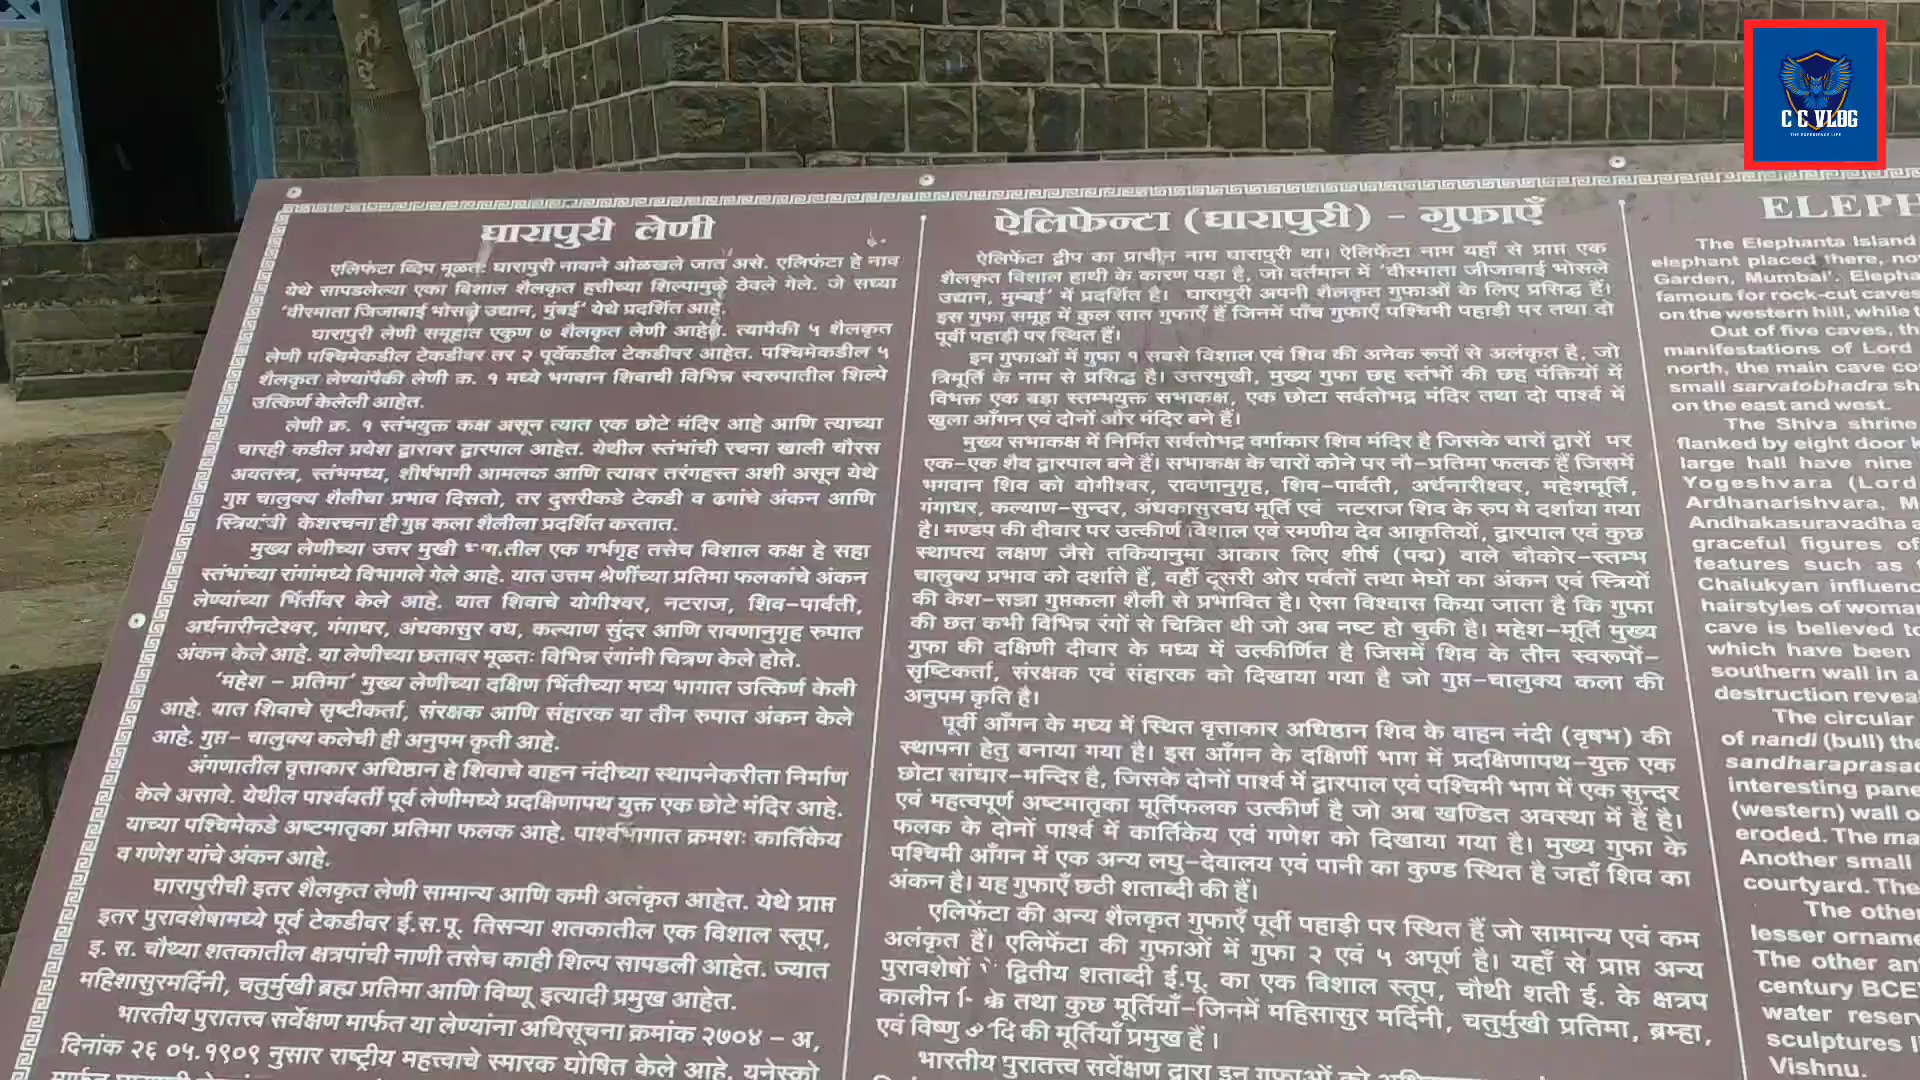 घारापुरी लेणी
एलिफंटा व्दिप मूळतः घारापुरी नावाने ओळखले जात असे. एलिफंटा हे नाव
येथे सापडलेल्या एका विशाल शैलकृत हत्तीच्या शिल्पामुळे ठेवले गेले. जे सध्या
'वीरमाता जिजाबाई भोसले उद्यान, मुंबई' येथे प्रदर्शित आहे.
घारापुरी लेणी समूहात एकुण ७ शैलकृत लेणी आहेत. त्यापैकी ५ शैलकृत
लेणी पश्चिमेकडील टेकडीवर तर २ पूर्वेकडील टेकडीवर आहेत. पश्चिमेकडील ५
शैलकृत लेण्यांपैकी लेणी क्र. १ मध्ये भगवान शिवाची विभिन्न स्वरुपातील शिल्पे
उत्किर्ण केलेली आहेत.
लेणी क्र. १ स्तंभयुक्त कक्ष असून त्यात एक छोटे मंदिर आहे आणि त्याच्या
चारही कडील प्रवेश द्वारावर द्वारपाल आहेत. येथील स्तंभांची रचना खाली चौरस
अयतस्त्र, स्तंभमध्य, शीर्षभागी आमलक आणि त्यावर तरंगहस्त अशी असून येथे
गुप्त चालुक्य शैलीचा प्रभाव दिसतो, तर दुसरीकडे टेकडी व ढगांचे अंकन आणि
स्त्रियांची केशरचना ही गुप्त कला शैलीला प्रदर्शित करतात.
मुख्य लेणीच्या उत्तर मुखी भागातील एक गर्भगृह तसेच विशाल कक्ष हे सहा
स्तंभांच्या रांगांमध्ये विभागले गेले आहे. यात उत्तम श्रेणींच्या प्रतिमा फलकांचे अंकन
लेण्यांच्या भिंतींवर केले आहे. यात शिवाचे योगीश्वर, नटराज, शिव-पार्वती,
अर्धनारीनटेश्वर, गंगाधर, अंधकासुर वध, कल्याण सुंदर आणि रावणानुगृह रुपात
अंकन केले आहे. या लेणीच्या छतावर मूळतः विभिन्न रंगांनी चित्रण केले होते.
'महेश - प्रतिमा' मुख्य लेणीच्या दक्षिण भिंतीच्या मध्य भागात उत्किर्ण केली
आहे. यात शिवाचे सृष्टीकर्ता, संरक्षक आणि संहारक या तीन रुपात अंकन केले
आहे. गुप्त- चालुक्य कलेची ही अनुपम कृती आहे.
अंगणातील वृत्ताकार अधिष्ठान हे शिवाचे वाहन नंदीच्या स्थापनेकरीता निर्माण
केले असावे. येथील पार्श्ववर्ती पूर्व लेणीमध्ये प्रदक्षिणापथ युक्त एक छोटे मंदिर आहे.
याच्या पश्चिमेकडे अष्टमातृका प्रतिमा फलक आहे. पार्श्वभागात क्रमशः कार्तिकेय
व गणेश यांचे अंकन आहे.
घारापुरीची इतर शैलकृत लेणी सामान्य आणि कमी अलंकृत आहेत. येथे प्राप्त
इतर पुरावशेषामध्ये पूर्व टेकडीवर ई.स.पू. तिसऱ्या शतकातील एक विशाल स्तूप,
इ. स. चौथ्या शतकातील क्षत्रपांची नाणी तसेच काही शिल्प सापडली आहेत. ज्यात
महिशासुरमर्दिनी, चतुर्मुखी ब्रह्म प्रतिमा आणि विष्णू इत्यादी प्रमुख आहेत.
भारतीय पुरातत्त्व सर्वेक्षण मार्फत या लेण्यांना अधिसूचना क्रमांक २७०४ - अ,
दिनांक २६ ०५.१९०९ नुसार राष्ट्रीय महत्त्वाचे स्मारक घोषित केले आहे. युनेस्को
ऐलिफेन्टा (घारापुरी) - गुफाएँ
ऐलिफेंटा द्वीप का प्राचीन नाम घारापुरी था। ऐलिफेंटा नाम यहाँ से प्राप्त एक
शैलकृत विशाल हाथी के कारण पड़ा है, जो वर्तमान में 'वीरमाता जीजाबाई भोसले
उद्यान, मुम्बई' में प्रदर्शित है। घारापुरी अपनी शैलकृत गुफाओं के लिए प्रसिद्ध है।
इस गुफा समूह में कुल सात गुफाएँ हैं जिनमें पाँच गुफाएँ पश्चिमी पहाड़ी पर तथा दो
पूर्वी पहाड़ी पर स्थित हैं।
इन गुफाओं में गुफा १ सबसे विशाल एवं शिव की अनेक रूपों से अलंकृत है, जो
त्रिमूर्ति के नाम से प्रसिद्ध है। उत्तरमुखी, मुख्य गुफा छह स्तंभों की छह पंक्तियों में
विभक्त एक बड़ा स्तम्भयुक्त सभाकक्ष, एक छोटा सर्वतोभद्र मंदिर तथा दो पार्श्व में
खुला आँगन एवं दोनों और मंदिर बने हैं।
मुख्य सभाकक्ष में निर्मित सर्वतोभद्र वर्गाकार शिव मंदिर है जिसके चारों द्वारों पर
एक-एक शैव द्वारपाल बने हैं। सभाकक्ष के चारों कोने पर नौ-प्रतिमा फलक हैं जिसमें
भगवान शिव को योगीश्वर, रावणानुगृह, शिव-पार्वती, अर्धनारीश्वर, महेशमूर्ति,
गंगाधर, कल्याण-सुन्दर, अंधकासुरवध मूर्ति एवं नटराज शिव के रुप मे दर्शाया गया
है। मण्डप की दीवार पर उत्कीर्ण विशाल एवं रमणीय देव आकृतियों, द्वारपाल एवं कुछ
स्थापत्य लक्षण जैसे तकियानुमा आकार लिए शीर्ष (पद्म) वाले चौकोर-स्तम्भ
चालुक्य प्रभाव को दर्शाते हैं, वहीं दूसरी ओर पर्वतों तथा मेघों का अंकन एवं स्त्रियों
की केश-सज्जा गुप्तकला शैली से प्रभावित है। ऐसा विश्वास किया जाता है कि गुफा
की छत कभी विभिन्न रंगों से चित्रित थी जो अब नष्ट हो चुकी है। महेश-मूर्ति मुख्य
गुफा की दक्षिणी दीवार के मध्य में उत्कीर्णित है जिसमें शिव के तीन स्वरूपों-
सृष्टिकर्ता, संरक्षक एवं संहारक को दिखाया गया है जो गुप्त-चालुक्य कला की
अनुपम कृति है।
पूर्वी आँगन के मध्य में स्थित वृत्ताकार अधिष्ठान शिव के वाहन नंदी (वृषभ) की
स्थापना हेतु बनाया गया है। इस आँगन के दक्षिणीं भाग में प्रदक्षिणापथ-युक्त एक
छोटा सांधार-मन्दिर है, जिसके दोनों पार्श्व में द्वारपाल एवं पश्चिमी भाग में एक सुन्दर
एवं महत्वपूर्ण अष्टमातृका मूर्तिफलक उत्कीर्ण है जो अब खण्डित अवस्था में हैं है।
फलक के दोनों पार्श्व में कार्तिकेय एवं गणेश को दिखाया गया है। मुख्य गुफा के
पश्चिमी आँगन में एक अन्य लघु-देवालय एवं पानी का कुण्ड स्थित है जहाँ शिव का
अंकन है। यह गुफाएँ छठी शताब्दी की हैं।
एलिफेंटा की अन्य शैलकृत गुफाएँ पूर्वी पहाड़ी पर स्थित हैं जो सामान्य एवं कम
अलंकृत हैं। एलिफेंटा की गुफाओं में गुफा २ एवं ५ अपूर्ण है। यहाँ से प्राप्त अन्य
पुरावशेषों द्वितीय शताब्दी ई.पू. का एक विशाल स्तूप, चौथी शती ई. के क्षत्रप
कालीन तथा कुछ मूर्तियाँ-जिनमें महिसासुर मर्दिनी, चतुर्मुखी प्रतिमा, ब्रम्हा,
एवं विष्णु की मूर्तियाँ प्रमुख हैं।
भारतीय पुरातत्त्व सर्वेक्षण द्वारा इन गुफाओं को
ELEPH
The Elephanta Island
elephant placed there, no
Garden, Mumbai'. Elepha
famous for rock-cut caves
on the western hill, while
Out of five caves, th
manifestations of Lord
north, the main cave co
small sarvatobhadra sh
on the east and west.
The Shiva shrine
flanked by eight door k
large hall have nine
Yogeshvara (Lord
Ardhanarishvara, M
Andhakasuravadha a
graceful figures of
features such as
Chalukyan influenc
hairstyles of woma
cave is believed to
which have been
southern wall in a
destruction revea
The circular
of nandi (bull) the
sandharaprasad
interesting pane
(western) wall o
eroded. The ma
Another small
courtyard. The
The other
lesser orname
The other an
century BCE
water reser
sculptures l
Vishnu.
C C VLOG
THE EXPERIENCE LIFE